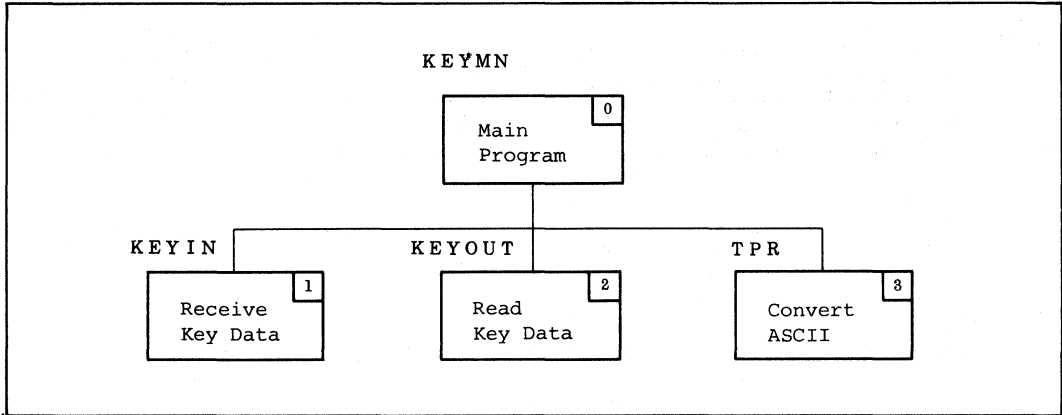 KEYMN
0
Main
Program
KEYIN
1
Receive
Key Data
KEYOUT
2
Read
Key Data
TPR
3
Convert
ASCII